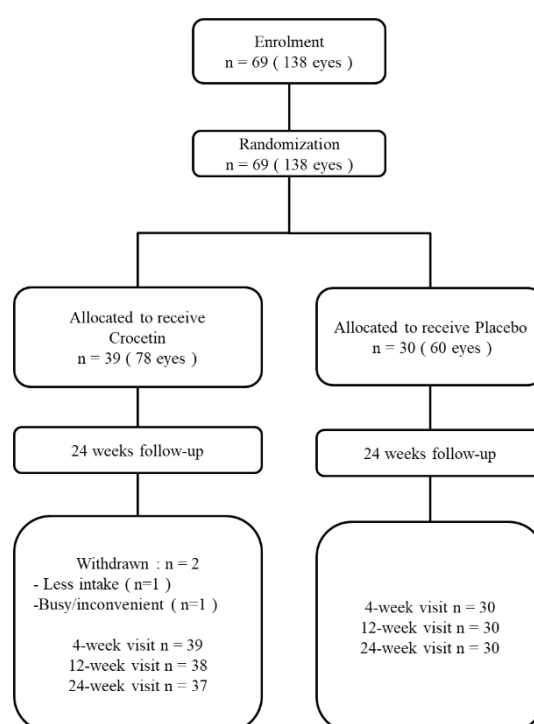 Enrolment
n = 69 ( 138 eyes )
Randomization
n = 69 ( 138 eyes )
Allocated to receive
Crocetin
n = 39 ( 78 eyes )
Allocated to receive Placebo
n = 30 ( 60 eyes )
24 weeks follow-up
24 weeks follow-up
Withdrawn : n = 2
- Less intake ( n=1 )
-Busy/inconvenient ( n=1 )
4-week visit n = 39
12-week visit n = 38
24-week visit n = 37
4-week visit n = 30
12-week visit n = 30
24-week visit n = 30